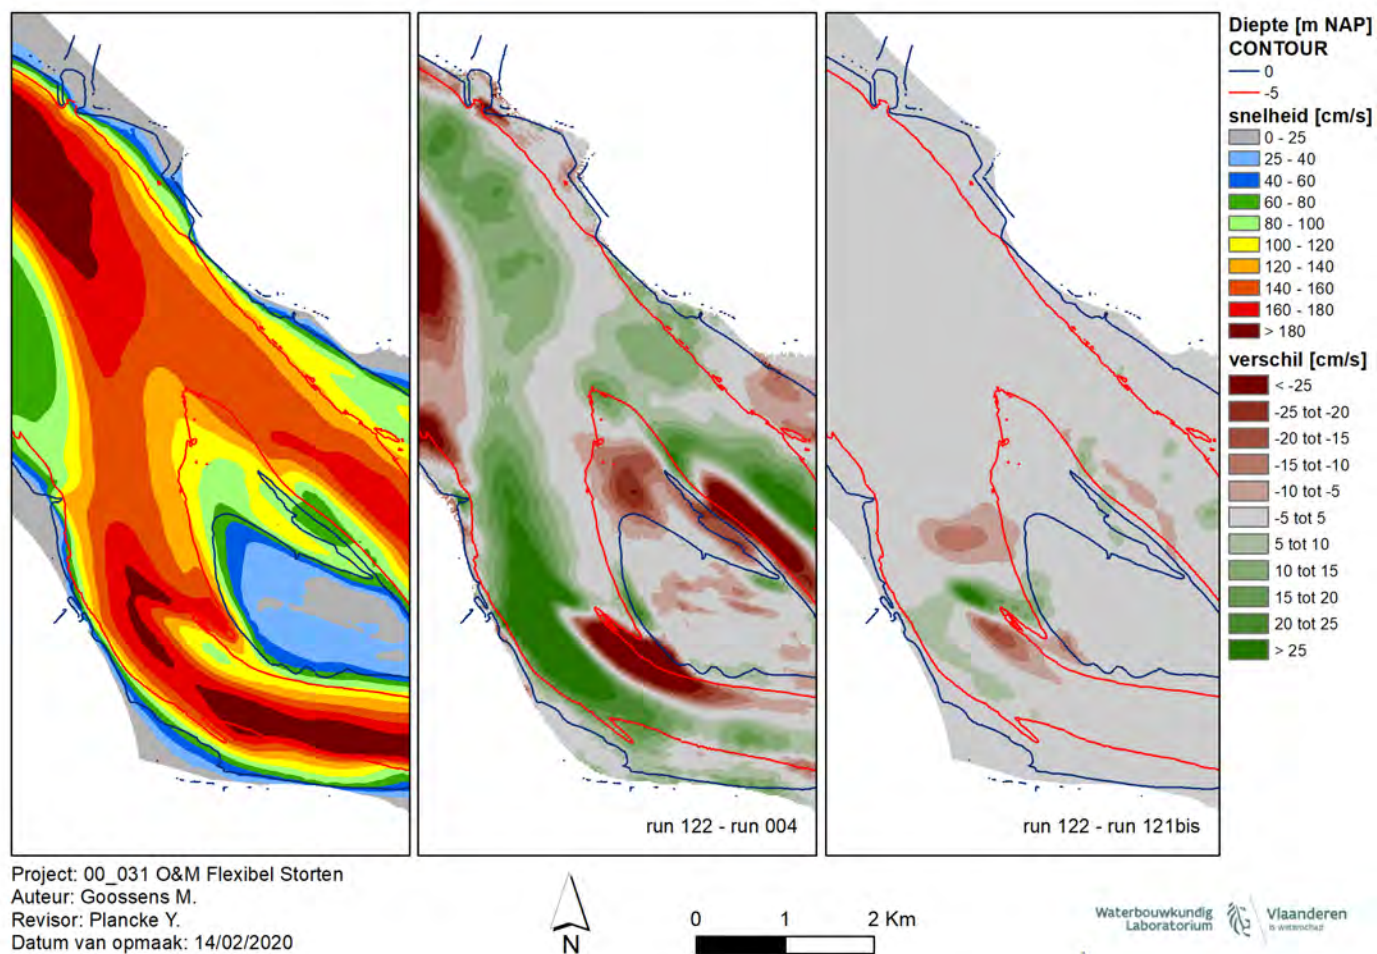 Diepte [m NAP]
CONTOUR
0
-5
snelheid [cm/s]
0 - 25
25 - 40
40 - 60
60 - 80
80 - 100
100 - 120
120 - 140
140 - 160
160 - 180
> 180
verschil [cm/s]
< -25
-25 tot -20
-20 tot -15
-15 tot -10
-10 tot -5
-5 tot 5
5 tot 10
10 tot 15
15 tot 20
20 tot 25
> 25
run 122 - run 004
run 122 - run 121bis
Project: 00_031 O&M Flexibel Storten
Auteur: Goossens M.
Revisor: Plancke Y.
Datum van opmaak: 14/02/2020
N
0 1 2 Km
Waterbouwkundig
Laboratorium
Vlaanderen
is wetenschap